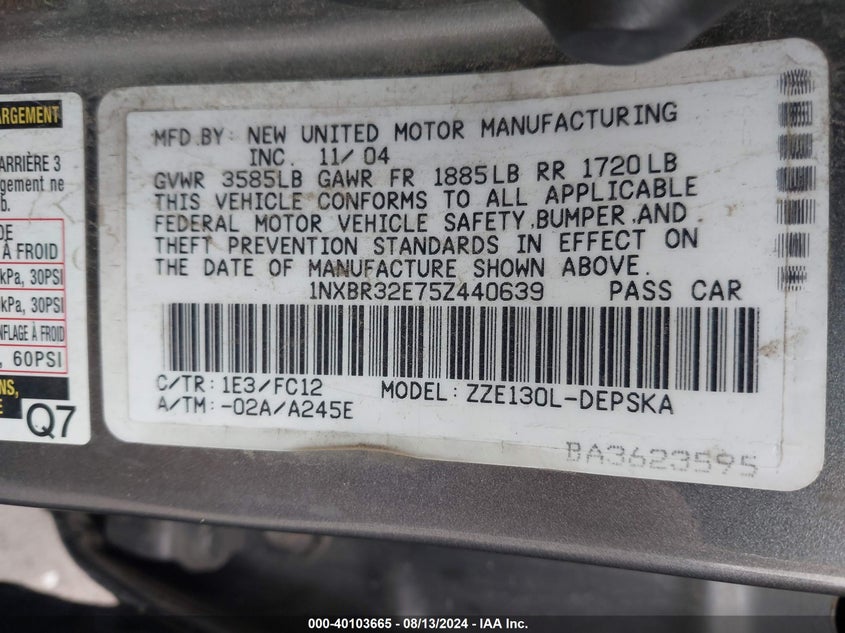 ARGEMENT
ARRIÈRE 3
gement ne
b.
DE
À FROID
kPa, 30PSI
kPa, 30PSI
NFLAGE À FROID
, 60PSI
NS,
E
Q7
MFD BY: NEW UNITED MOTOR MANUFACTURING
INC. 11/04
GVWR 3585LB GAWR FR 1885LB RR 1720LB
THIS VEHICLE CONFORMS TO ALL APPLICABLE
FEDERAL MOTOR VEHICLE SAFETY,BUMPER,AND
THEFT PREVENTION STANDARDS IN EFFECT ON
THE DATE OF MANUFACTURE SHOWN ABOVE.
1NXBR32E75Z440639 PASS CAR
C/TR: 1E3/FC12 MODEL: ZZE130L-DEPSKA
A/TM: -02A/A245E
BA3623595
000-40103665 - 08/13/2024 - IAA Inc.